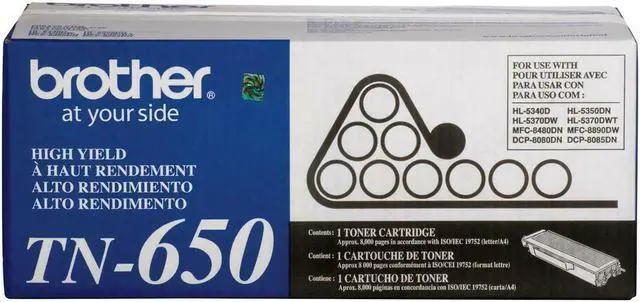 brother®
at your side
HIGH YIELD
À HAUT RENDEMENT
ALTO RENDIMIENTO
ALTO RENDIMENTO
TN-650
FOR USE WITH
POUR UTILISER AVEC
PARA USAR CON
PARA USO COM :
HL-5340D HL-5350DN
HL-5370DW HL-5370DWT
MFC-8480DN MFC-8890DW
DCP-8080DN DCP-8085DN
Contents: 1 TONER CARTRIDGE
Approx. 8,000 pages in accordance with ISO/IEC 19752 (letter/A4)
Contient : 1 CARTOUCHE DE TONER
Approx 8 000 pages conformément à ISO/CEI 19752 (format lettre)
Contiene : 1 CARTUCHO DE TONER
Aprox. 8,000 páginas en concordancia con ISO/IEC 19752 (carta/A4)